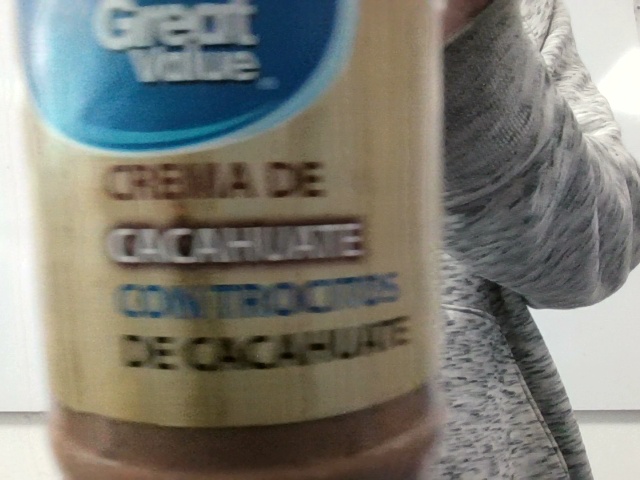 Great
Value
CREMA DE
CACAHUATE
CON TROCITOS
DE CACAHUATE